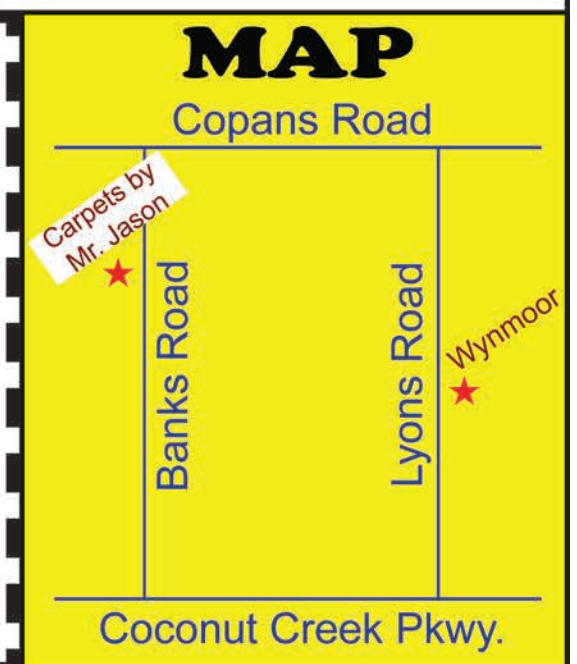 MAP
Copans Road
Carpets by
Mr. Jason
Banks Road
Lyons Road
Wynmoor
Coconut Creek Pkwy.